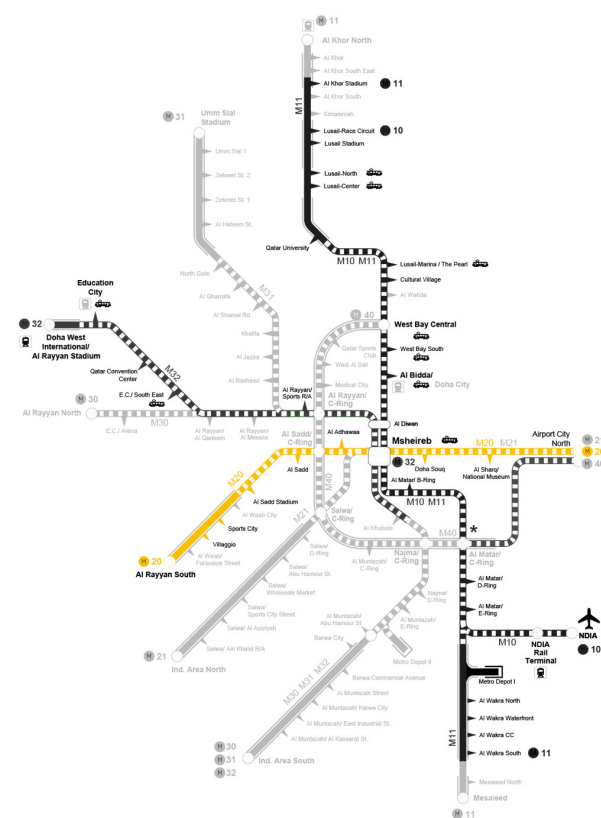 M 11
Al Khor North
Al Khor
Al Khor South East
Al Khor Stadium
M 11
Al Khor South
Simaismah
M11
Lusail-Race Circuit
M 10
Lusail Stadium
Lusail-North
Lusail-Center
M 31
Umm Slal
Stadium
Umm Slal 1
Zekreet St. 2
Zekreet St. 1
Al Hateem St.
North Gate
Al Gharrafa
Al Shamal Rd.
M31
Khalifa
Al Jazira
Al Rasheed
Qatar University
M10 M11
Lusail-Marina / The Pearl
Cultural Village
Al Wahda
M 40
West Bay Central
Qatar Sports
Club
West Bay South
Wadi Al Sail
Al Bidda/
Doha City
Medical City
Education
City
M 32
Doha West
International/
Al Rayyan Stadium
M32
Qatar Convention
Center
E.C./ South East
M 30
Al Rayyan North
M30
E.C./ Arena
Al Rayyan/
Al Qadeem
Al Rayyan/
Al Messila
Al Rayyan/
Sports R/A
Al Rayyan/
C-Ring
Al Diwan
Al Sadd/
C-Ring
Al Adhawaa
Msheireb
M 32
M20 M21
Airport City
North
M 20
M 40
Doha Souq
Al Sharq/
National Museum
Al Sadd
M20
M40
Al Matar/ B-Ring
M10 M11
Al Sadd Stadium
Al Waab City
Sports City
Villaggio
Al Waab/
Furousiya Street
M 20
Al Rayyan South
M21
Salwa/
C-Ring
Al Khubaib
M40
*
Najma/
C-Ring
Al Matar/
C-Ring
Salwa/
D-Ring
Al Muntazah/
C-Ring
Salwa/
Abu Hamour St.
Salwa/
Wholesale Market
Salwa/
Sports City Street
Salwa/ Al Aziziyah
Salwa/ Ain Khalid R/A
M 21
Ind. Area North
Najma/
D-Ring
Al Matar/
D-Ring
Al Matar/
E-Ring
Al Muntazah/
Abu Hamour St
Al Muntazah/
E-Ring
Barwa City
Metro Depot II
M30 M31 M32
Barwa Commercial Avenue
Al Muntazah Street
Al Muntazah/ Karwa City
Al Muntazah/ East Industrial St.
Al Muntazah/ Al Kassarat St.
M 30
M 31
M 32
Ind. Area South
M10
NDIA
Rail
Terminal
NDIA
M 10
Metro Depot I
Al Wakra North
Al Wakra Waterfront
M11
Al Wakra CC
Al Wakra South
M 11
Mesaieed North
Mesaieed
M 11